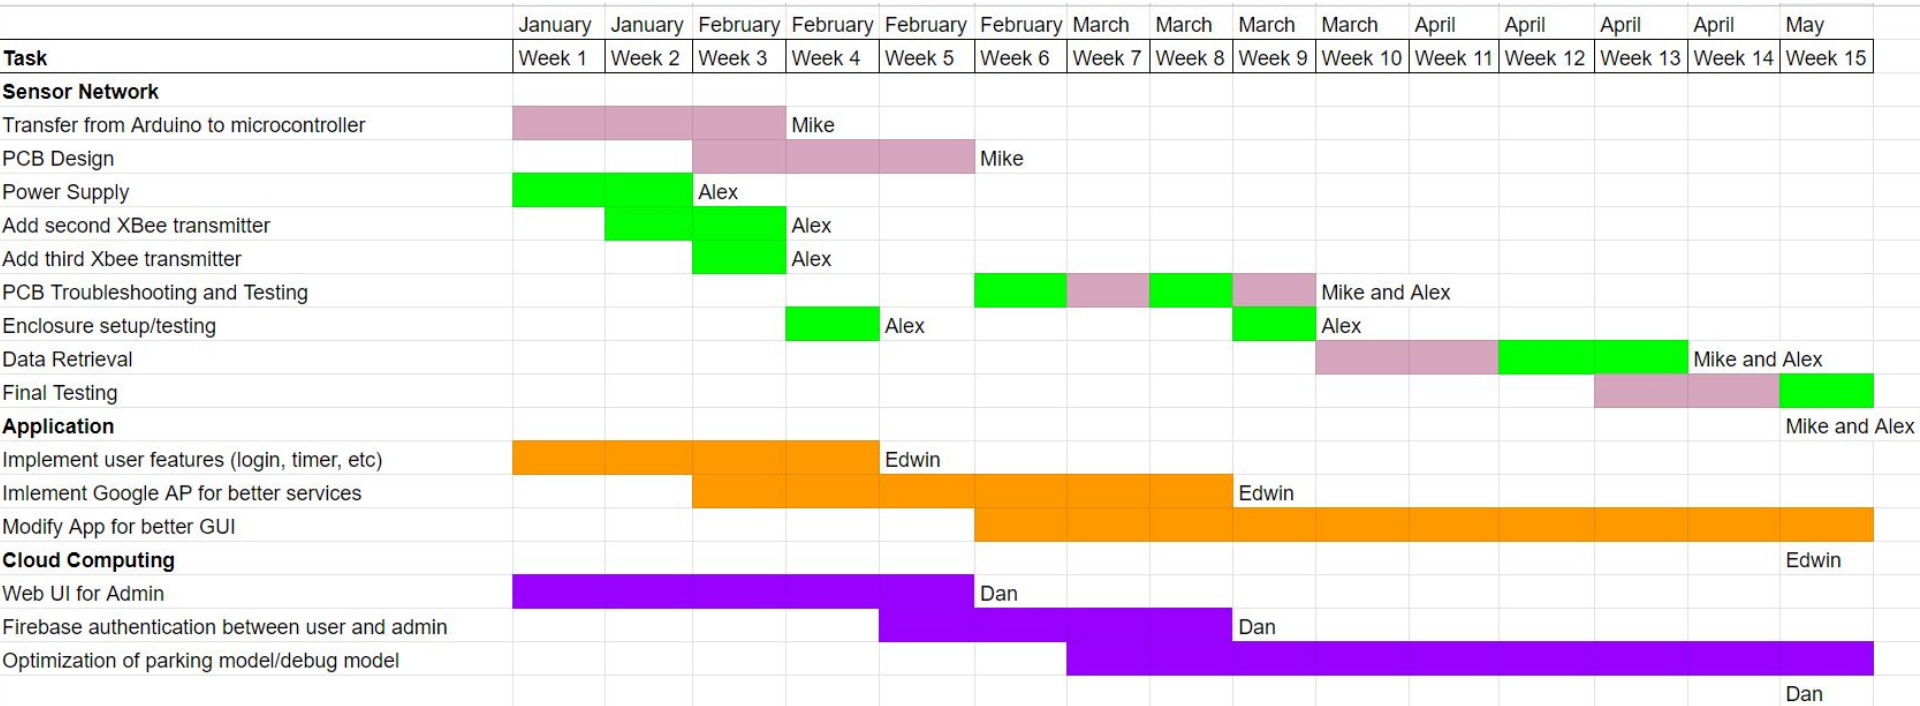 January January February February February February March March March March April April April April May
Task Week 1 Week 2 Week 3 Week 4 Week 5 Week 6 Week 7 Week 8 Week 9 Week 10 Week 11 Week 12 Week 13 Week 14 Week 15
Sensor Network
Transfer from Arduino to microcontroller Mike
PCB Design Mike
Power Supply Alex
Add second XBee transmitter Alex
Add third Xbee transmitter Alex
PCB Troubleshooting and Testing Mike and Alex
Enclosure setup/testing Alex Alex
Data Retrieval Mike and Alex
Final Testing
Application Mike and Alex
Implement user features (login, timer, etc) Edwin
Imlement Google AP for better services Edwin
Modify App for better GUI
Cloud Computing Edwin
Web UI for Admin Dan
Firebase authentication between user and admin Dan
Optimization of parking model/debug model
Dan